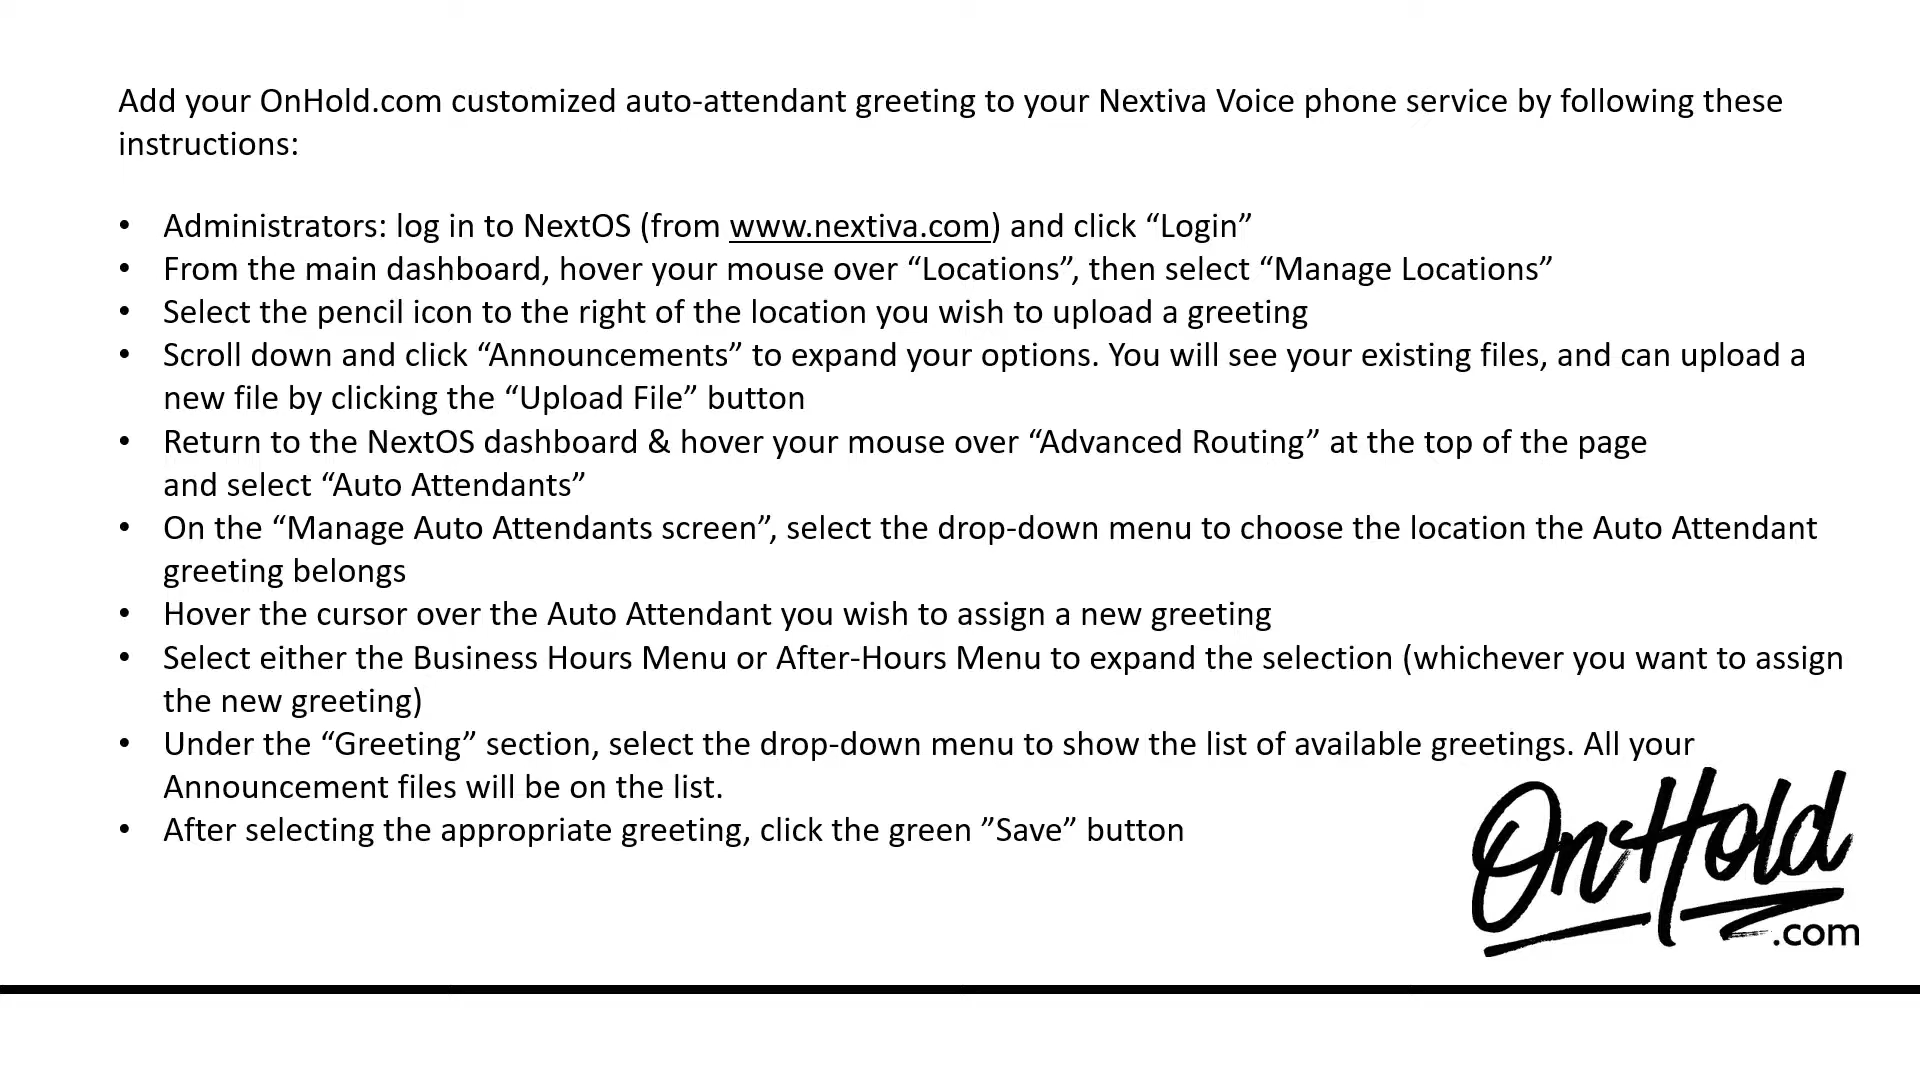 Add your OnHold.com customized auto-attendant greeting to your Nextiva Voice phone service by following these
instructions:
• Administrators: log in to NextOS (from www.nextiva.com) and click “Login”
• From the main dashboard, hover your mouse over “Locations”, then select “Manage Locations”
• Select the pencil icon to the right of the location you wish to upload a greeting
• Scroll down and click “Announcements” to expand your options. You will see your existing files, and can upload a
new file by clicking the “Upload File” button
• Return to the NextOS dashboard & hover your mouse over “Advanced Routing” at the top of the page
and select “Auto Attendants”
• On the “Manage Auto Attendants screen”, select the drop-down menu to choose the location the Auto Attendant
greeting belongs
• Hover the cursor over the Auto Attendant you wish to assign a new greeting
• Select either the Business Hours Menu or After-Hours Menu to expand the selection (whichever you want to assign
the new greeting)
• Under the “Greeting” section, select the drop-down menu to show the list of available greetings. All your
Announcement files will be on the list.
• After selecting the appropriate greeting, click the green ”Save” button
OnHold
.com